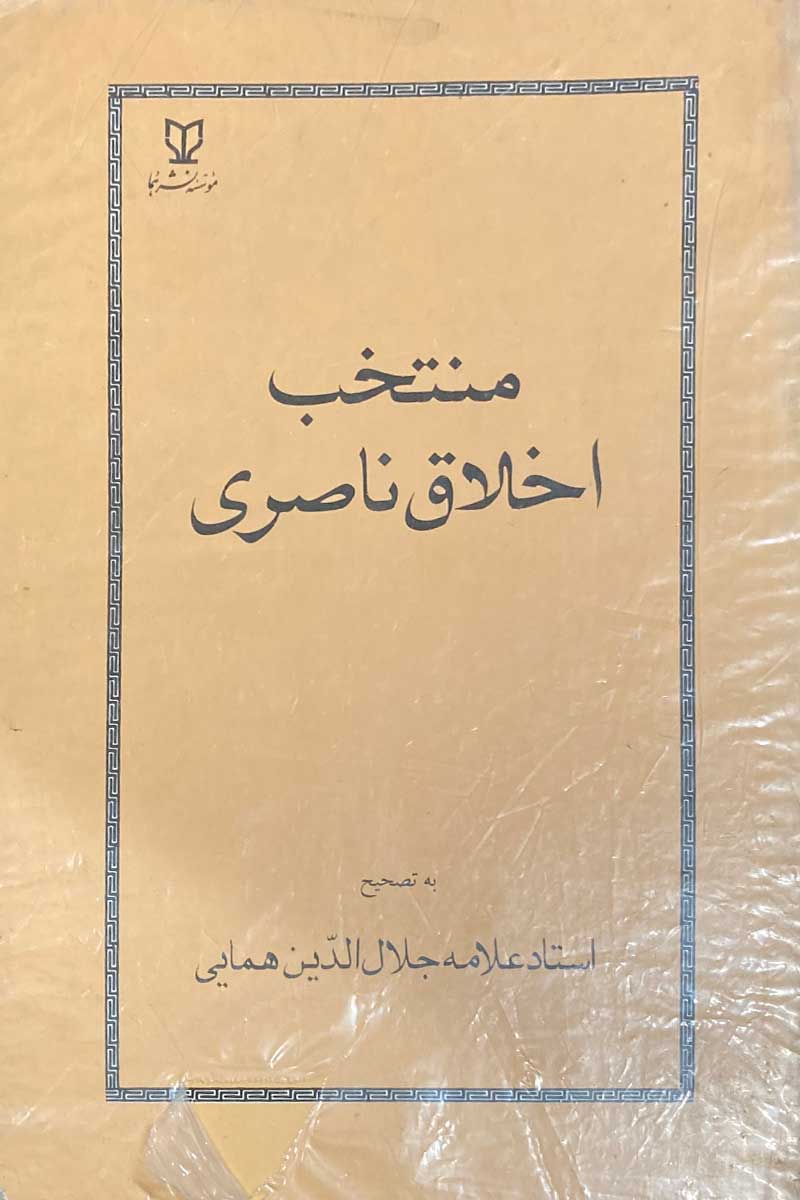 مؤسسه نشر هما
منتخب
اخلاق ناصری
به تصحیح
استاد علامه جلال الدّین همایی